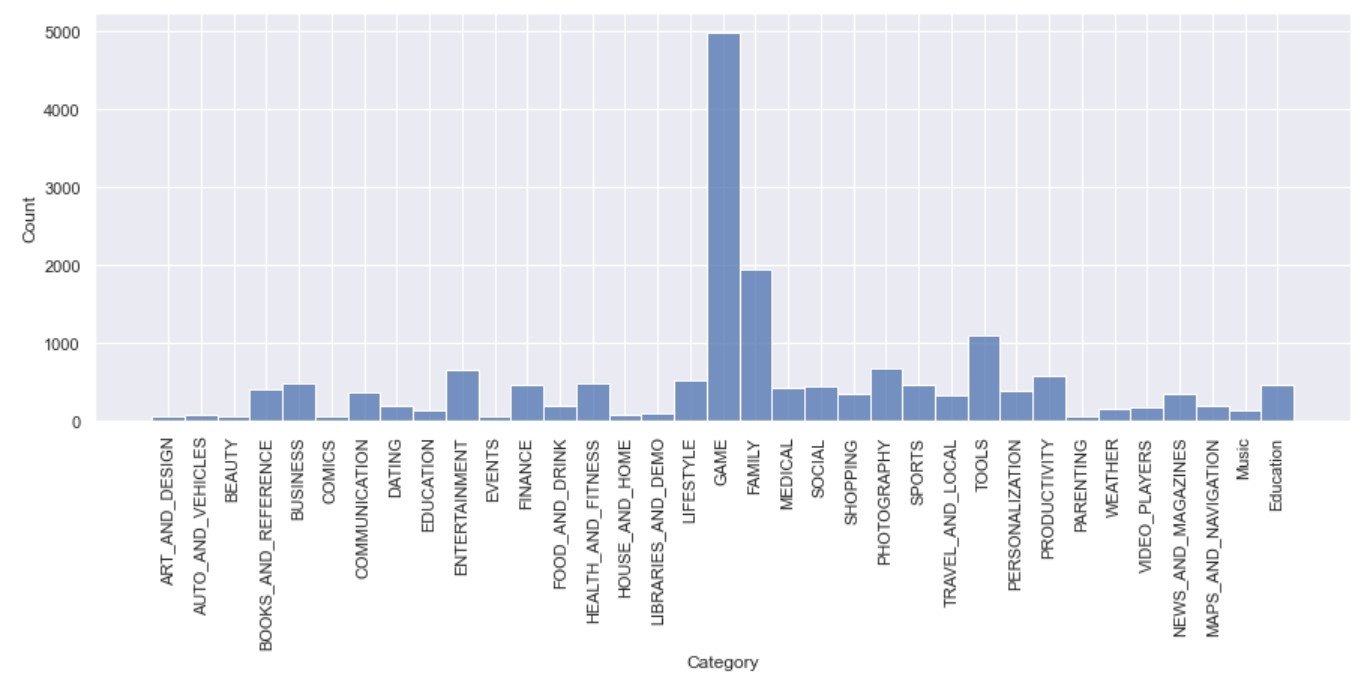 5000
4000
3000
2000
1000
0
Count
ART_AND_DESIGN
AUTO_AND_VEHICLES
BEAUTY
BOOKS_AND_REFERENCE
BUSINESS
COMICS
COMMUNICATION
DATING
EDUCATION
ENTERTAINMENT
EVENTS
FINANCE
FOOD_AND_DRINK
HEALTH_AND_FITNESS
HOUSE_AND_HOME
LIBRARIES_AND_DEMO
LIFESTYLE
GAME
FAMILY
MEDICAL
SOCIAL
SHOPPING
PHOTOGRAPHY
SPORTS
TRAVEL_AND_LOCAL
TOOLS
PERSONALIZATION
PRODUCTIVITY
PARENTING
WEATHER
VIDEO_PLAYERS
NEWS_AND_MAGAZINES
MAPS_AND_NAVIGATION
Music
Education
Category